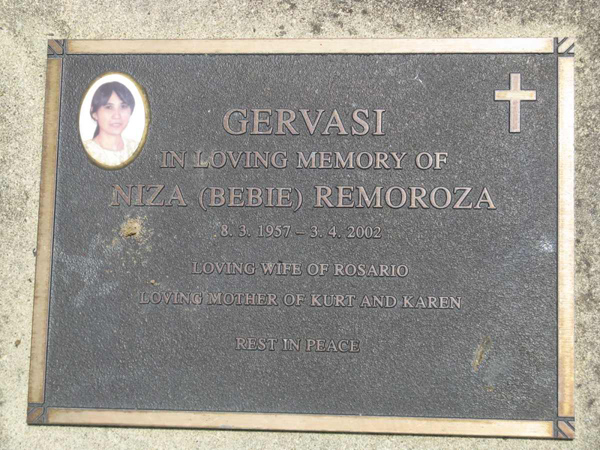 GERVASI
IN LOVING MEMORY OF
NIZA (BEBIE) REMOROZA
8. 3. 1957 – 3. 4. 2002
LOVING WIFE OF ROSARIO
LOVING MOTHER OF KURT AND KAREN
REST IN PEACE